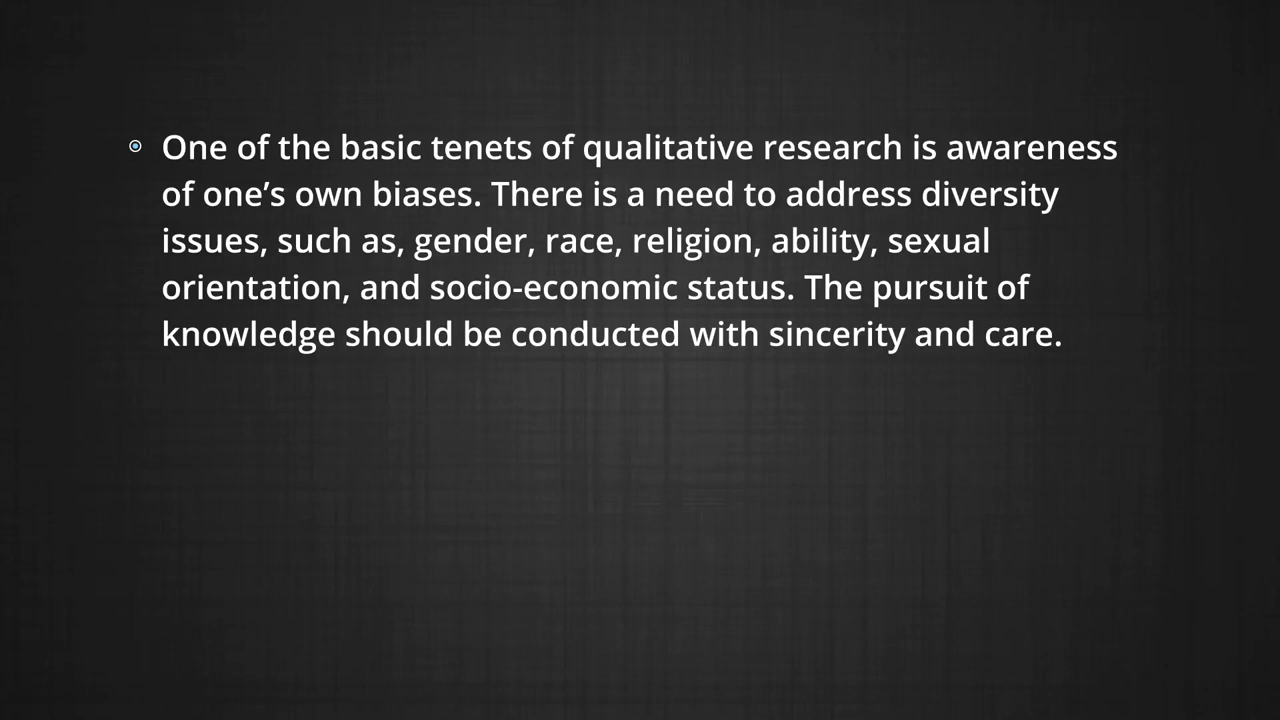 One of the basic tenets of qualitative research is awareness
of one’s own biases. There is a need to address diversity
issues, such as, gender, race, religion, ability, sexual
orientation, and socio-economic status. The pursuit of
knowledge should be conducted with sincerity and care.